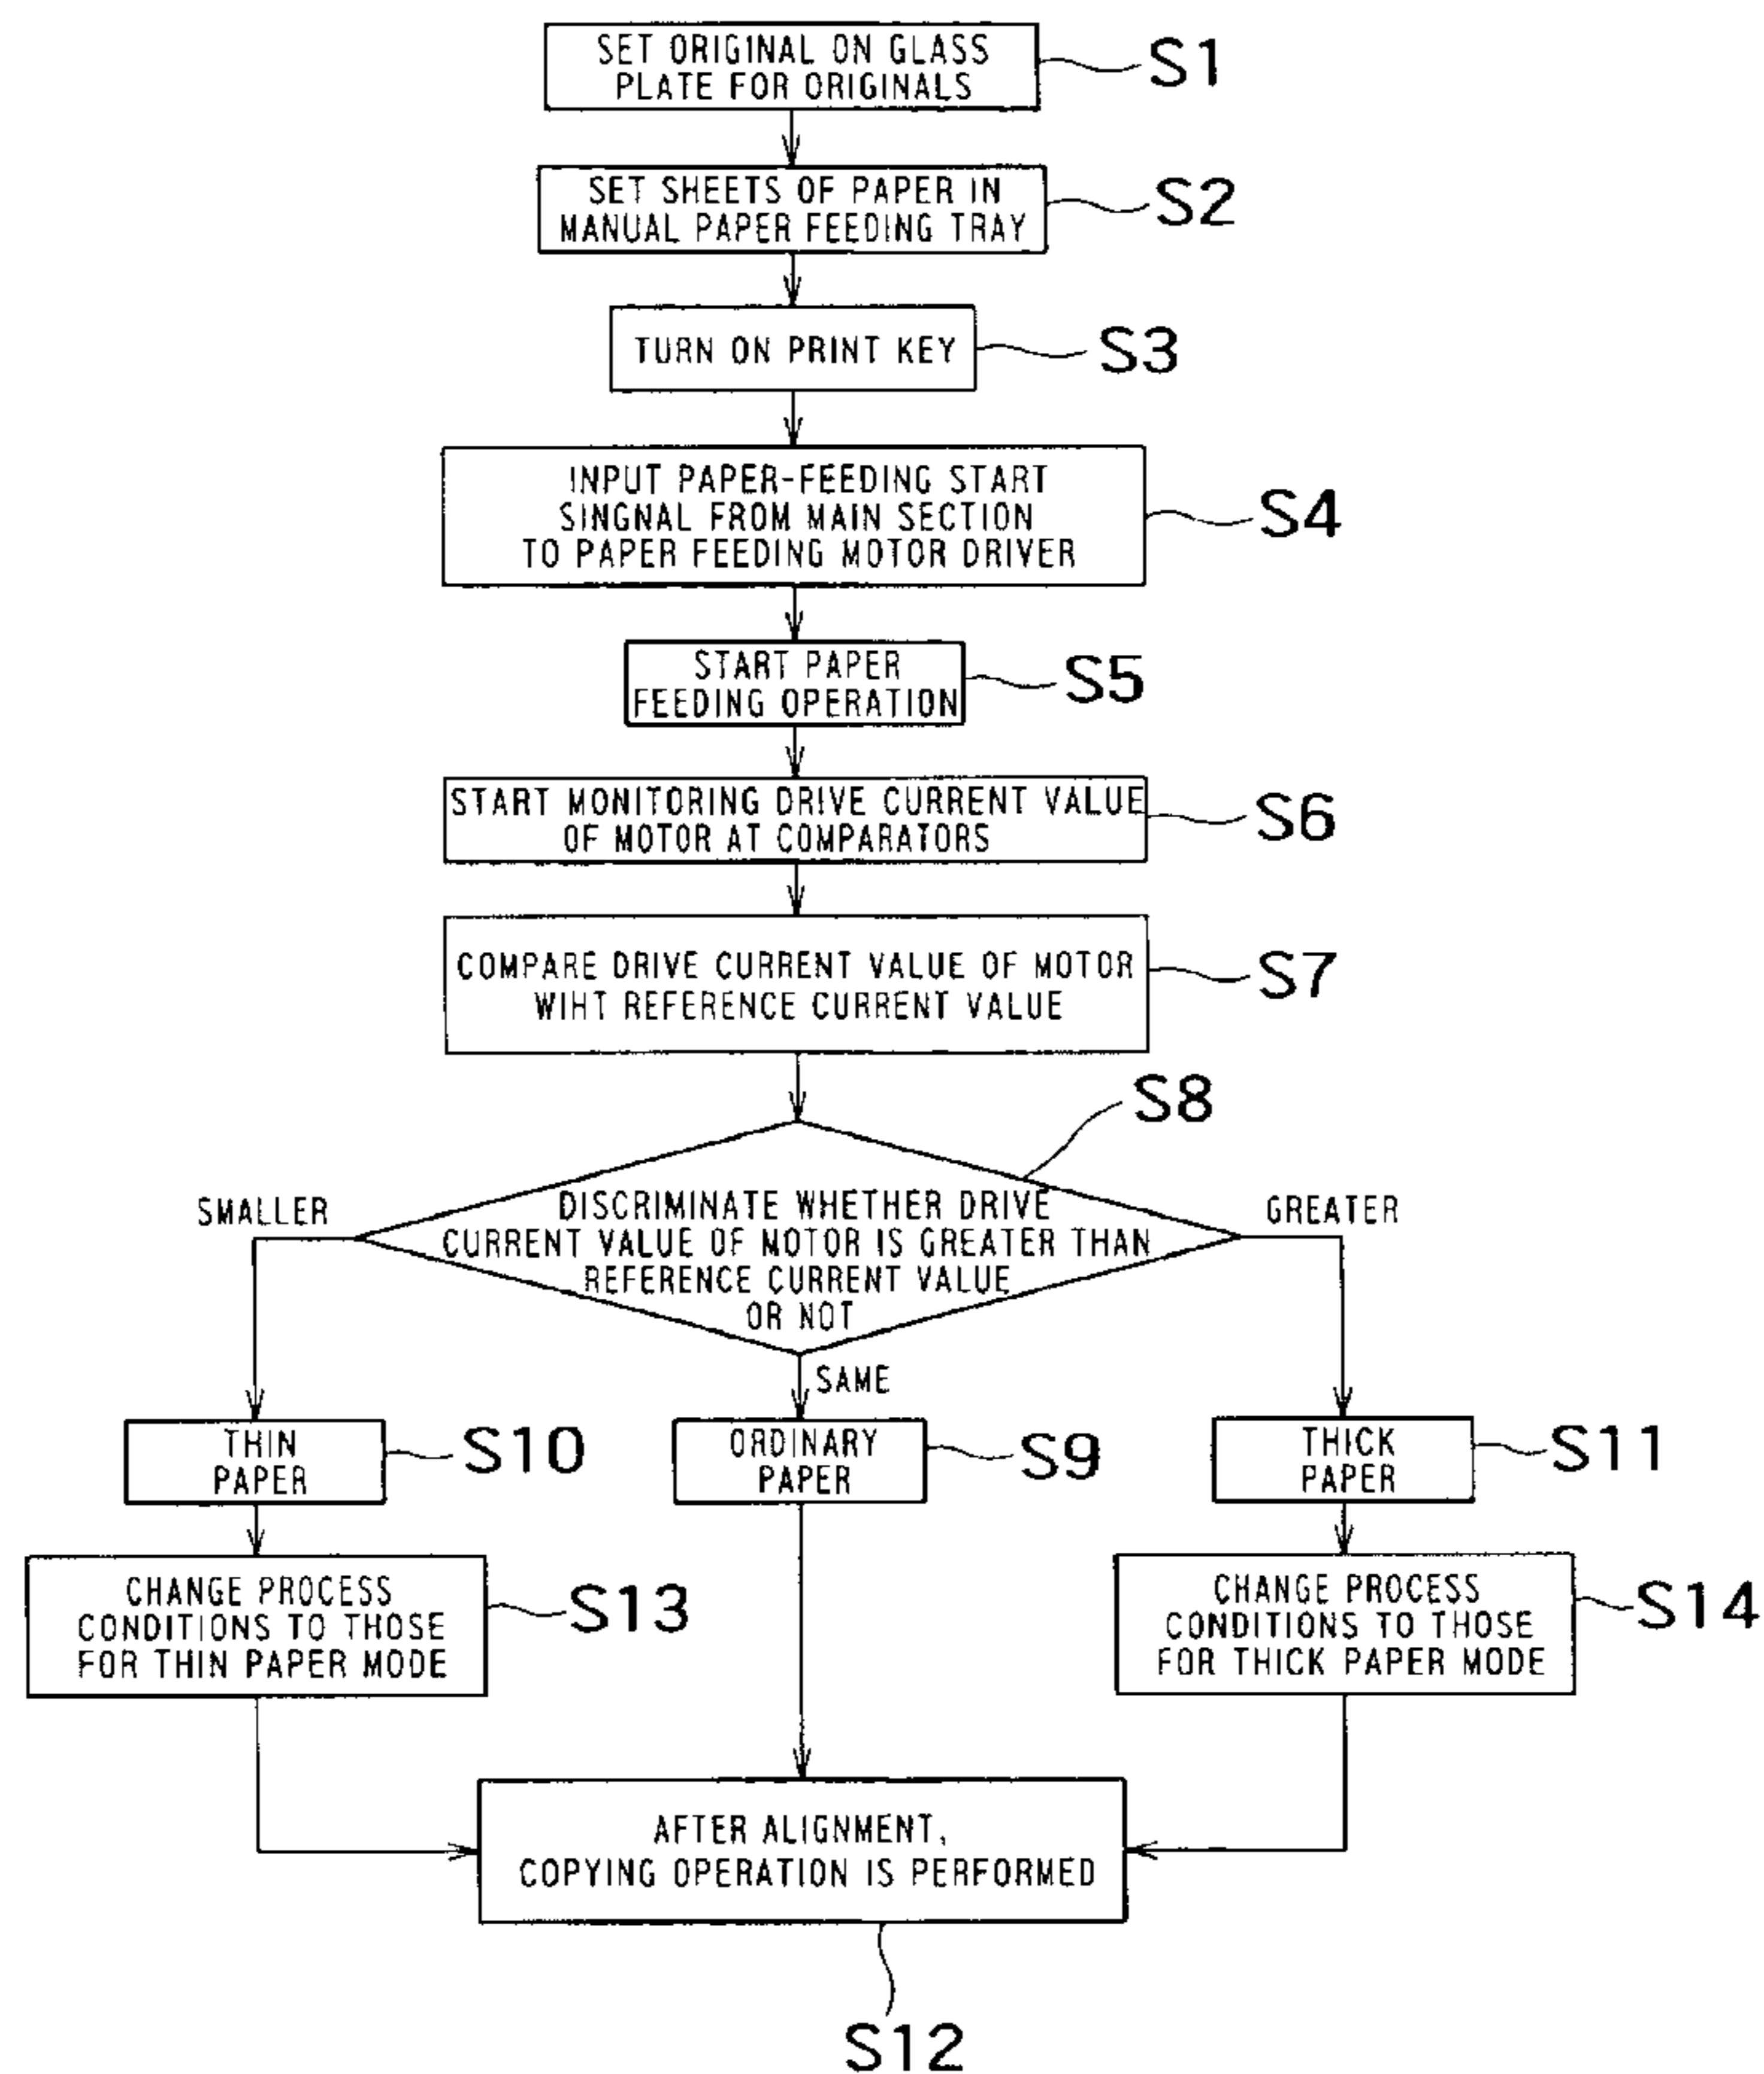 SET ORIGINAL ON GLASS
PLATE FOR ORIGINALS
S1
SET SHEETS OF PAPER IN
MANUAL PAPER FEEDING TRAY
S2
TURN ON PRINT KEY
S3
INPUT PAPER-FEEDING START
SINGNAL FROM MAIN SECTION
TO PAPER FEEDING MOTOR DRIVER
S4
START PAPER
FEEDING OPERATION
S5
START MONITORING DRIVE CURRENT VALUE
OF MOTOR AT COMPARATORS
S6
COMPARE DRIVE CURRENT VALUE OF MOTOR
WIHT REFERENCE CURRENT VALUE
S7
S8
DISCRIMINATE WHETHER DRIVE
CURRENT VALUE OF MOTOR IS GREATER THAN
REFERENCE CURRENT VALUE
OR NOT
SMALLER
SAME
GREATER
THIN
PAPER
S10
ORDINARY
PAPER
S9
THICK
PAPER
S11
CHANGE PROCESS
CONDITIONS TO THOSE
FOR THIN PAPER MODE
S13
CHANGE PROCESS
CONDITIONS TO THOSE
FOR THICK PAPER MODE
S14
AFTER ALIGNMENT,
COPYING OPERATION IS PERFORMED
S12